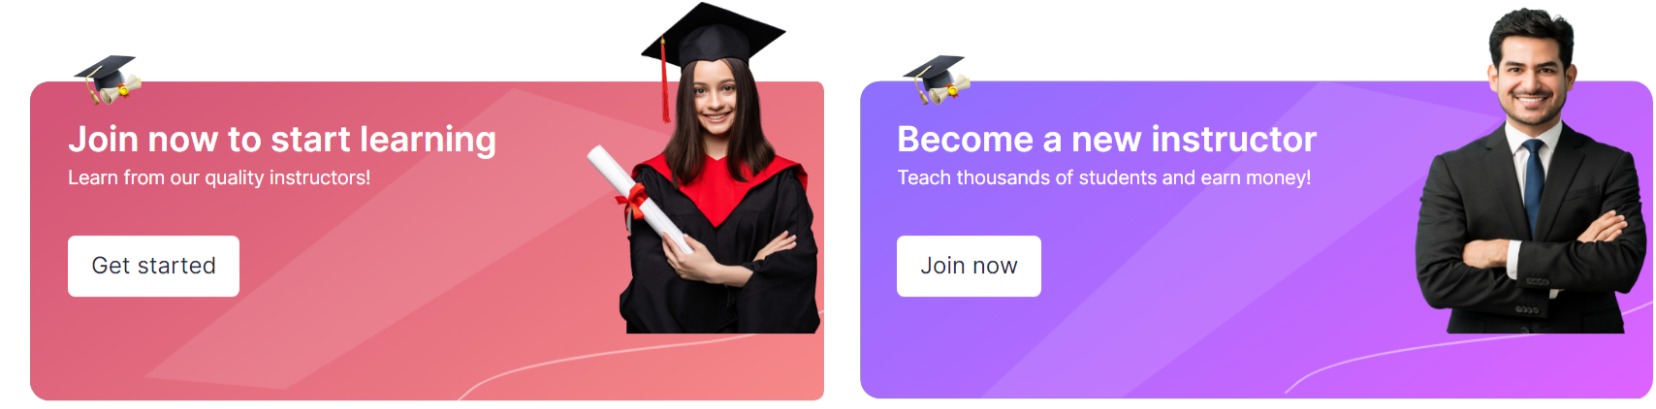 Join now to start learning
Learn from our quality instructors!
Get started
Become a new instructor
Teach thousands of students and earn money!
Join now